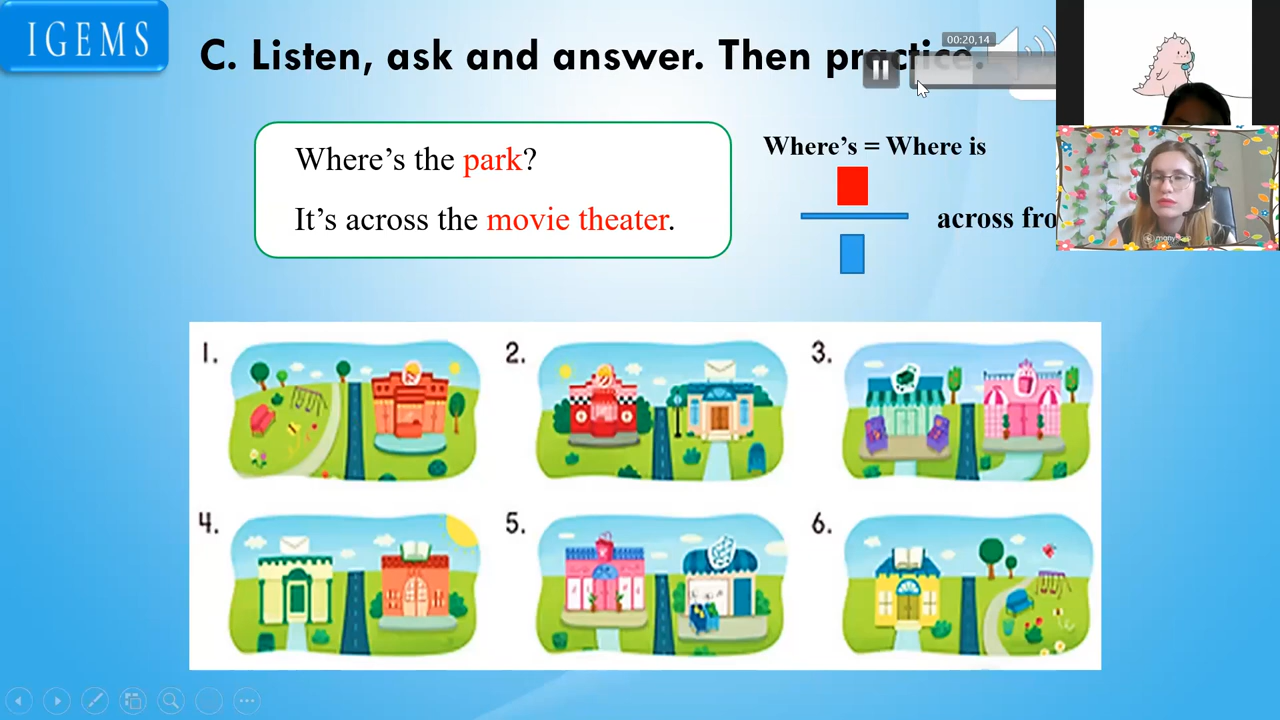 IGEMS
C. Listen, ask and answer. Then practice.
00:20,14
Where's the park?
It's across the movie theater.
Where's = Where is
across fro
1.
2.
3.
4.
5.
6.